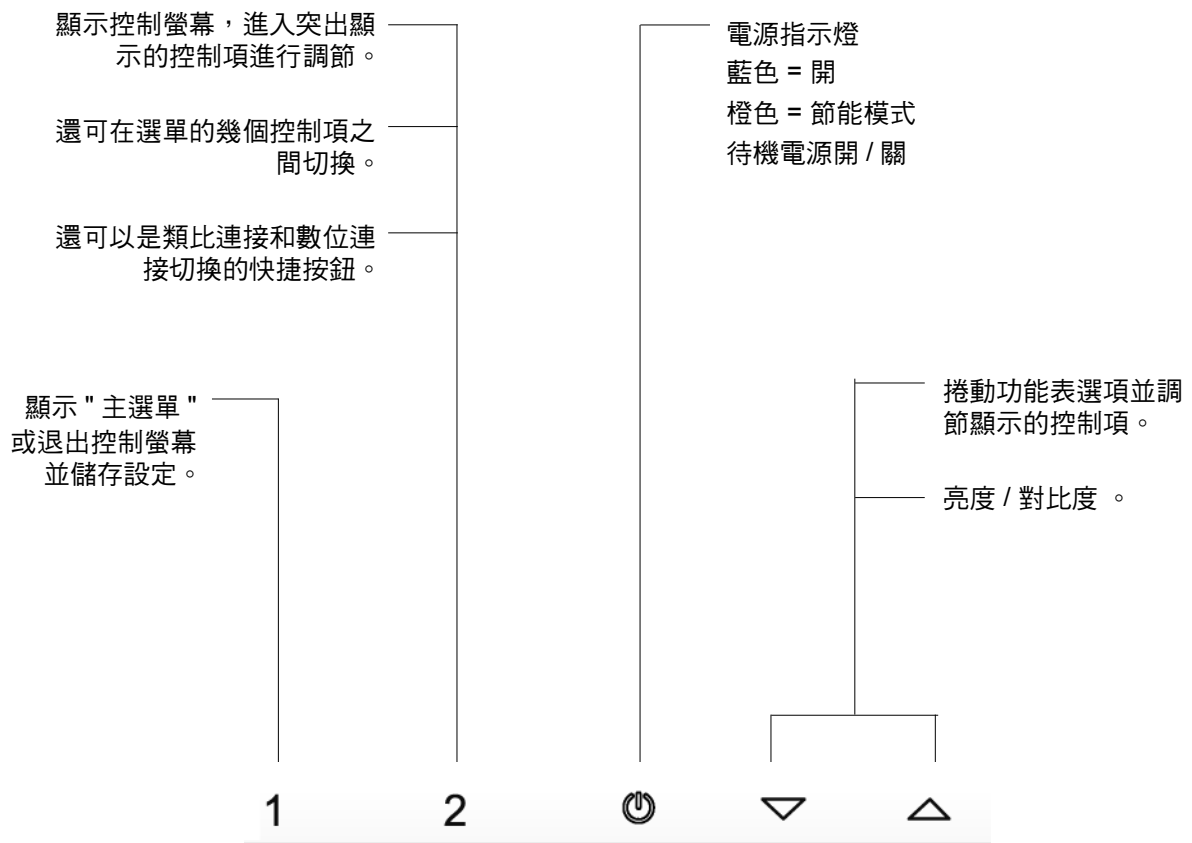 顯示控制螢幕,進入突出顯
示的控制項進行調節。
還可在選單的幾個控制項之
間切換。
還可以是類比連接和數位連
接切換的快捷按鈕。
電源指示燈
藍色 = 開
橙色 = 節能模式
待機電源開 / 關
顯示 " 主選單 "
或退出控制螢幕
並儲存設定。
捲動功能表選項並調
節顯示的控制項。
亮度 / 對比度 。
1 2